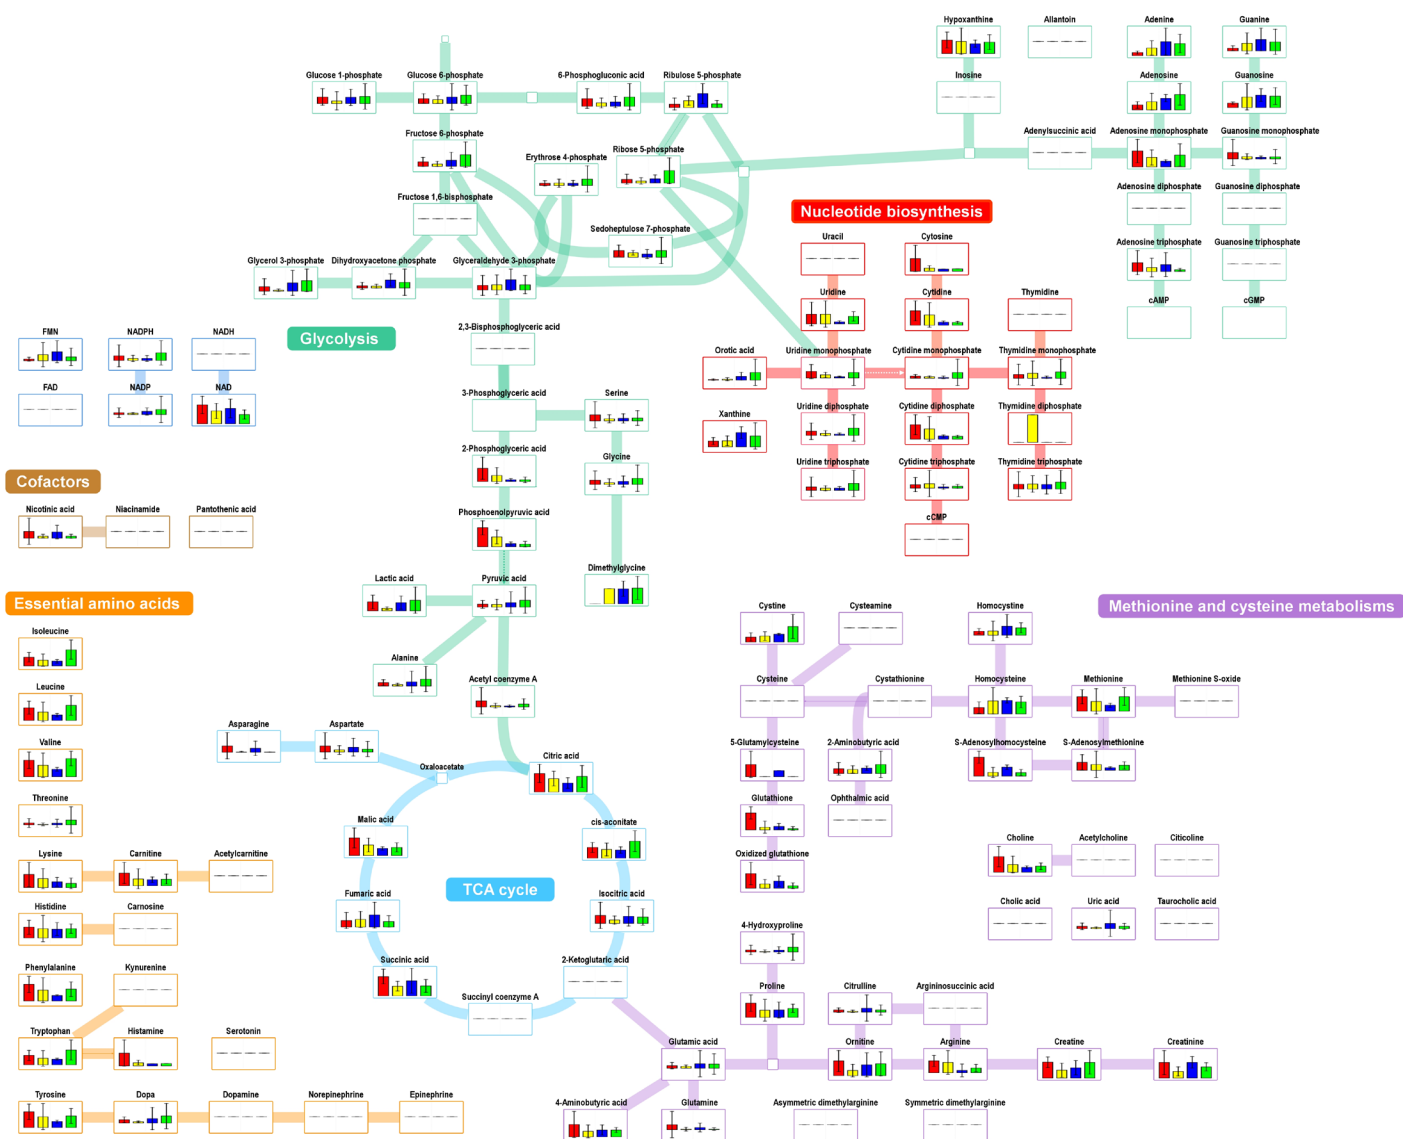 Hypoxanthine
Allantoin
Adenine
Guanine
Glucose 1-phosphate
Glucose 6-phosphate
6-Phosphogluconic acid
Ribulose 5-phosphate
Inosine
Adenosine
Guanosine
Fructose 6-phosphate
Erythrose 4-phosphate
Ribose 5-phosphate
Adenylsuccinic acid
Adenosine monophosphate
Guanosine monophosphate
Fructose 1,6-bisphosphate
Adenosine diphosphate
Guanosine diphosphate
Nucleotide biosynthesis
Sedoheptulose 7-phosphate
Uracil
Cytosine
Adenosine triphosphate
Guanosine triphosphate
Glycerol 3-phosphate
Dihydroxyacetone phosphate
Glyceraldehyde 3-phosphate
Uridine
Cytidine
Thymidine
cAMP
cGMP
FMN
NADPH
NADH
Glycolysis
2,3-Bisphosphoglyceric acid
Orotic acid
Uridine monophosphate
Cytidine monophosphate
Thymidine monophosphate
FAD
NADP
NAD
3-Phosphoglyceric acid
Serine
Xanthine
Uridine diphosphate
Cytidine diphosphate
Thymidine diphosphate
2-Phosphoglyceric acid
Glycine
Uridine triphosphate
Cytidine triphosphate
Thymidine triphosphate
Cofactors
Nicotinic acid
Niacinamide
Pantothenic acid
Phosphoenolpyruvic acid
cCMP
Dimethylglycine
Lactic acid
Pyruvic acid
Essential amino acids
Cystine
Cysteamine
Homocystine
Methionine and cysteine metabolisms
Isoleucine
Alanine
Acetyl coenzyme A
Cysteine
Cystathionine
Homocysteine
Methionine
Methionine S-oxide
Leucine
Asparagine
Aspartate
Valine
Oxaloacetate
Citric acid
5-Glutamylcysteine
2-Aminobutyric acid
S-Adenosylhomocysteine
S-Adenosylmethionine
Threonine
Malic acid
cis-aconitate
Glutathione
Ophthalmic acid
Lysine
Carnitine
Acetylcarnitine
Oxidized glutathione
Choline
Acetylcholine
Citicoline
TCA cycle
Fumaric acid
Isocitric acid
Histidine
Carnosine
Cholic acid
Uric acid
Taurocholic acid
4-Hydroxyproline
Phenylalanine
Kynurenine
Succinic acid
2-Ketoglutaric acid
Proline
Citrulline
Argininosuccinic acid
Succinyl coenzyme A
Tryptophan
Histamine
Serotonin
Glutamic acid
Ornitine
Arginine
Creatine
Creatinine
Tyrosine
Dopa
Dopamine
Norepinephrine
Epinephrine
4-Aminobutyric acid
Glutamine
Asymmetric dimethylarginine
Symmetric dimethylarginine